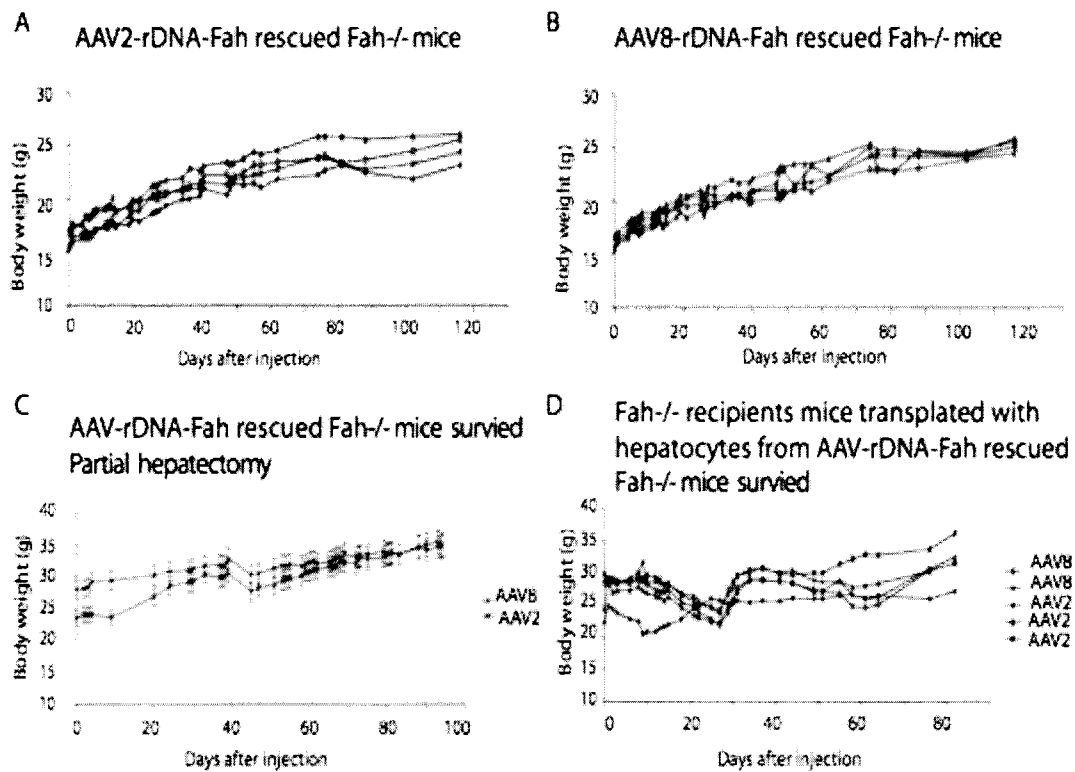 A
AAV2-rDNA-Fah rescued Fah-/- mice
Body weight (g)
30
25
20
15
10
0 20 40 60 80 100 120
Days after injection
B
AAV8-rDNA-Fah rescued Fah-/- mice
Body weight (g)
30
25
20
15
10
0 20 40 60 80 100 120
Days after injection
C
AAV-rDNA-Fah rescued Fah-/- mice survied
Partial hepatectomy
Body weight (g)
40
35
30
25
20
15
10
0 20 40 60 80 100
Days after injection
AAV8
AAV2
D
Fah-/- recipients mice transplated with
hepatocytes from AAV-rDNA-Fah rescued
Fah-/- mice survied
Body weight (g)
40
35
30
25
20
15
10
0 20 40 60 80
Days after injection
AAV8
AAV8
AAV2
AAV2
AAV2